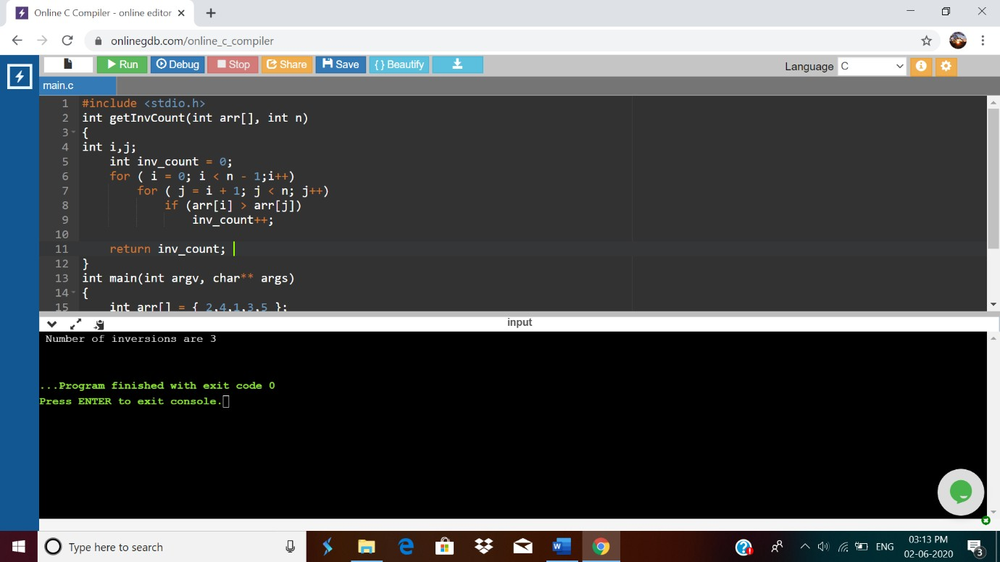 Online C Compiler - online editor
onlinegdb.com/online_c_compiler
Run Debug Stop Share Save {} Beautify Language C
main.c
1 #include <stdio.h>
2 int getInvCount(int arr[], int n)
3 {
4 int i,j;
5 int inv_count = 0;
6 for ( i = 0; i < n - 1;i++)
7 for ( j = i + 1; j < n; j++)
8 if (arr[i] > arr[j])
9 inv_count++;
10
11 return inv_count;
12 }
13 int main(int argv, char** args)
14 {
15 int arr[] = { 2,4,1,3,5 };
input
Number of inversions are 3
...Program finished with exit code 0
Press ENTER to exit console.
Type here to search
W
ENG
03:13 PM
02-06-2020
3